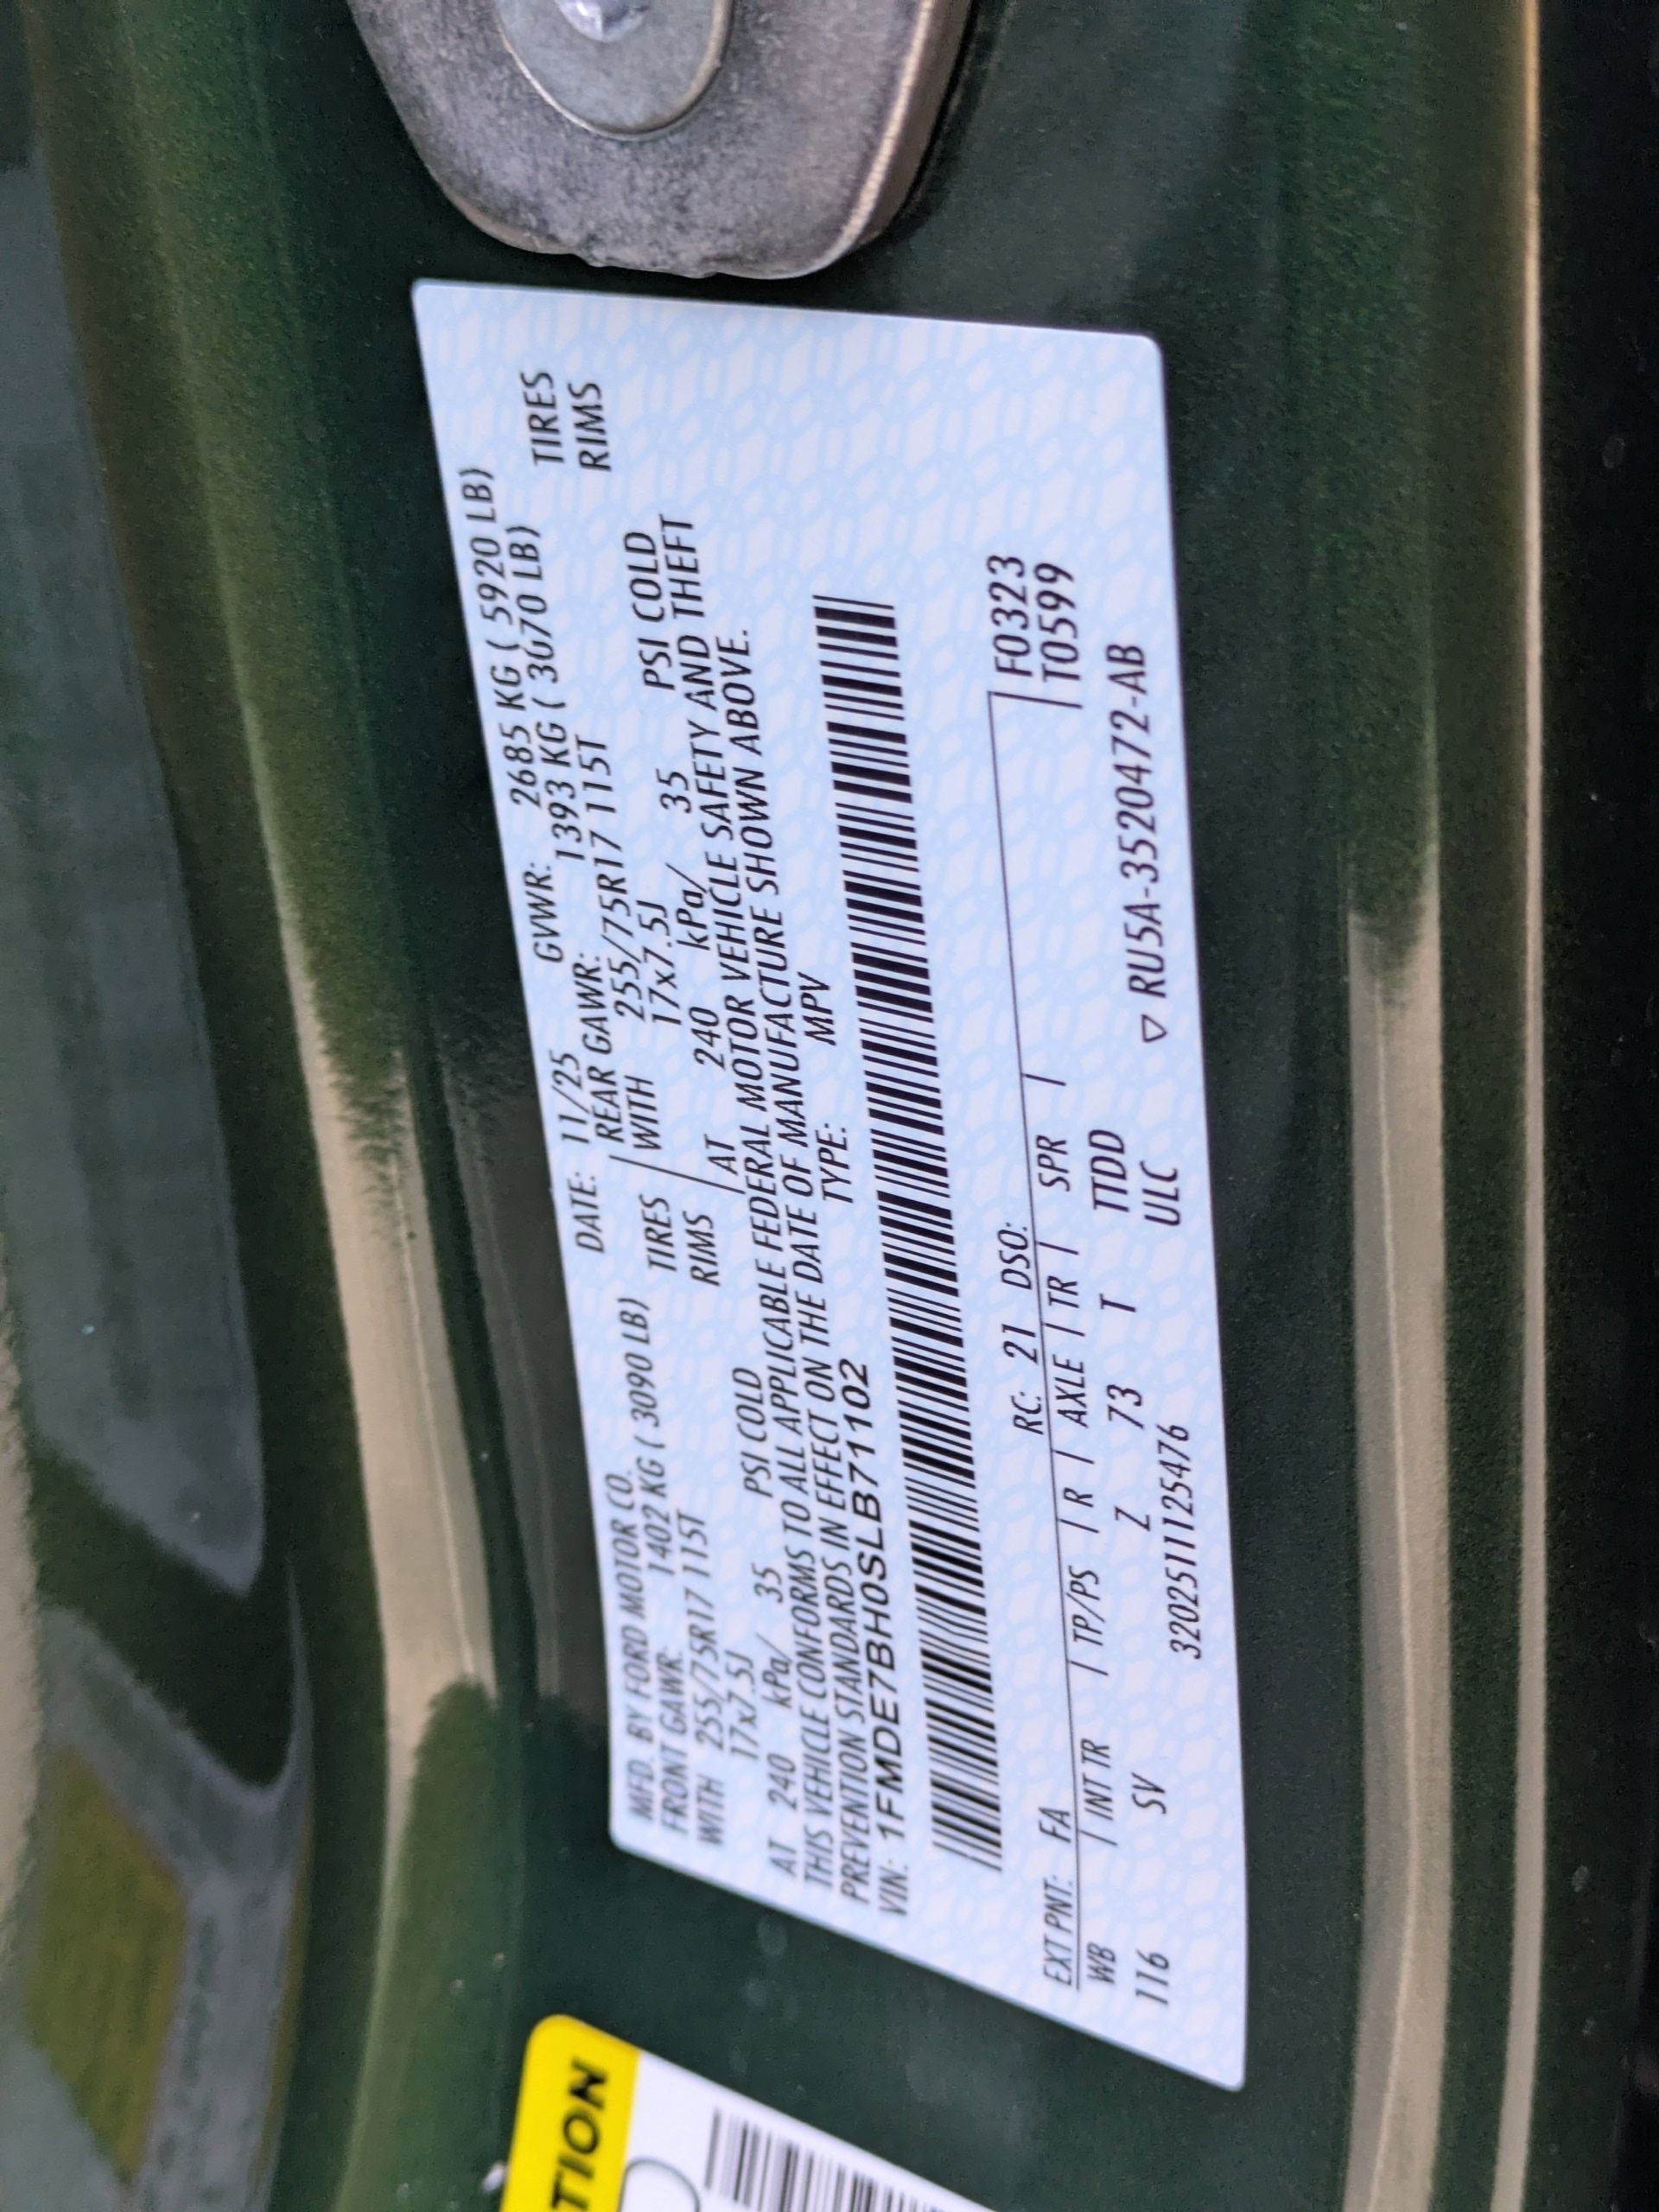 MFD. BY FORD MOTOR CO. DATE: 11/25 GVWR: 2685 KG ( 5920 LB)
FRONT GAWR: 1402 KG ( 3090 LB) REAR GAWR: 1393 KG ( 3070 LB)
WITH 255/75R17 115T TIRES WITH 255/75R17 115T TIRES
17x7.5J RIMS 17x7.5J RIMS
AT 240 kPa/ 35 PSI COLD AT 240 kPa/ 35 PSI COLD
THIS VEHICLE CONFORMS TO ALL APPLICABLE FEDERAL MOTOR VEHICLE SAFETY AND THEFT
PREVENTION STANDARDS IN EFFECT ON THE DATE OF MANUFACTURE SHOWN ABOVE.
VIN: 1FMDE7BH0SLB71102 TYPE: MPV
EXT PNT: FA RC: 21 DSO: F0323
WB | INT TR | TP/PS | R | AXLE | TR | SPR | T0599
116 SV Z 73 T TTDD
3202511125476 ULC ▽ RU5A-3520472-AB
TION